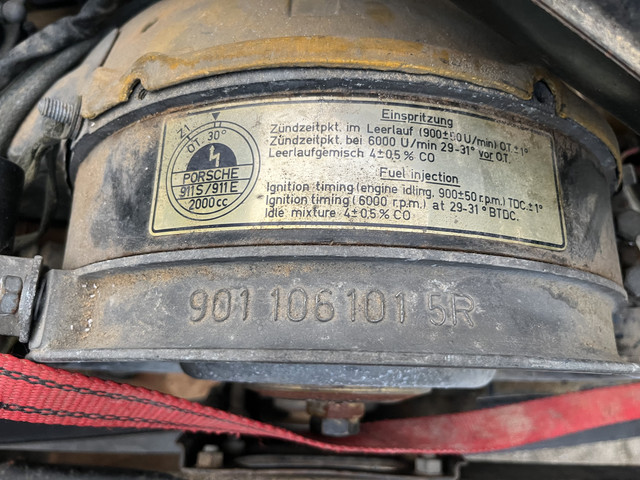 Z1
OT. 30°
PORSCHE
911S/911E
2000cc
Einspritzung
Zündzeitpkt. im Leerlauf (900±50 U/min) O.T.±1°
Zündzeitpkt. bei 6000 U/min 29-31° vor O.T.
Leerlaufgemisch 4±0,5% CO
Fuel injection
Ignition timing (engine idling, 900±50 r.p.m.) TDC.±1°
Ignition timing (6000 r.p.m.) at 29-31° BTDC.
Idle mixture 4±0,5% CO
901 106 101 5R